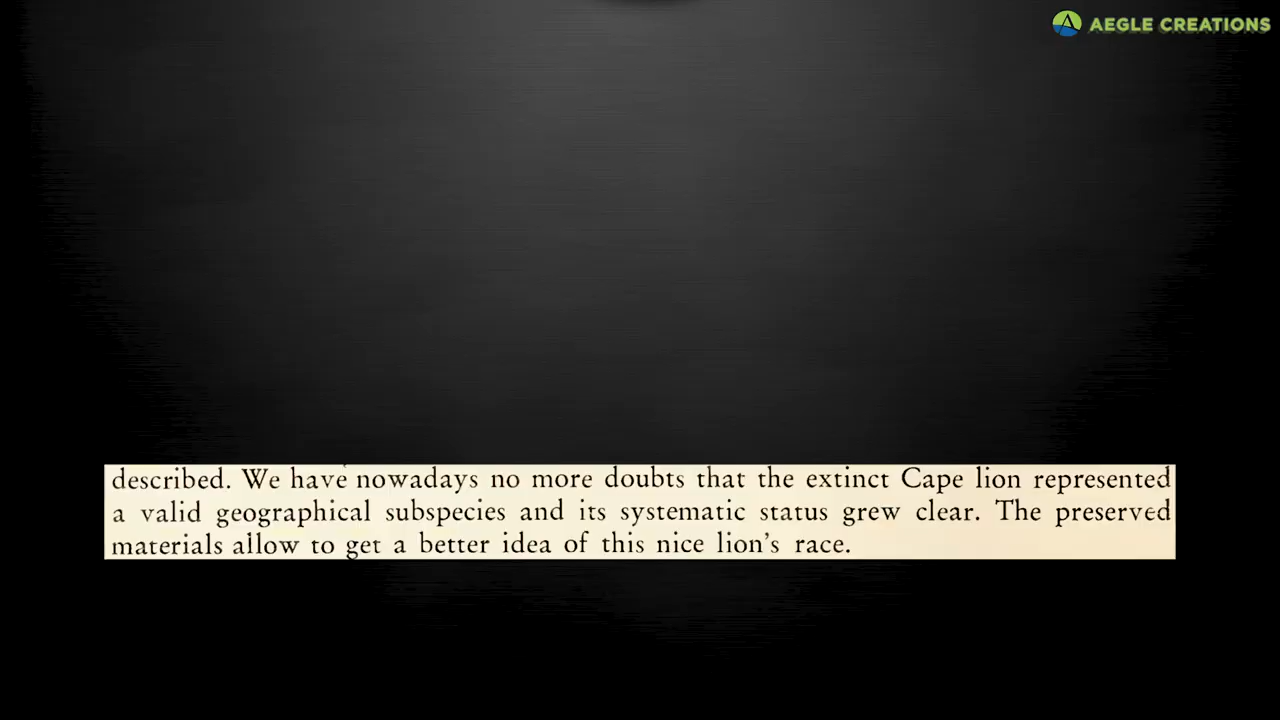 AEGLE CREATIONS
described. We have nowadays no more doubts that the extinct Cape lion represented
a valid geographical subspecies and its systematic status grew clear. The preserved
materials allow to get a better idea of this nice lion's race.